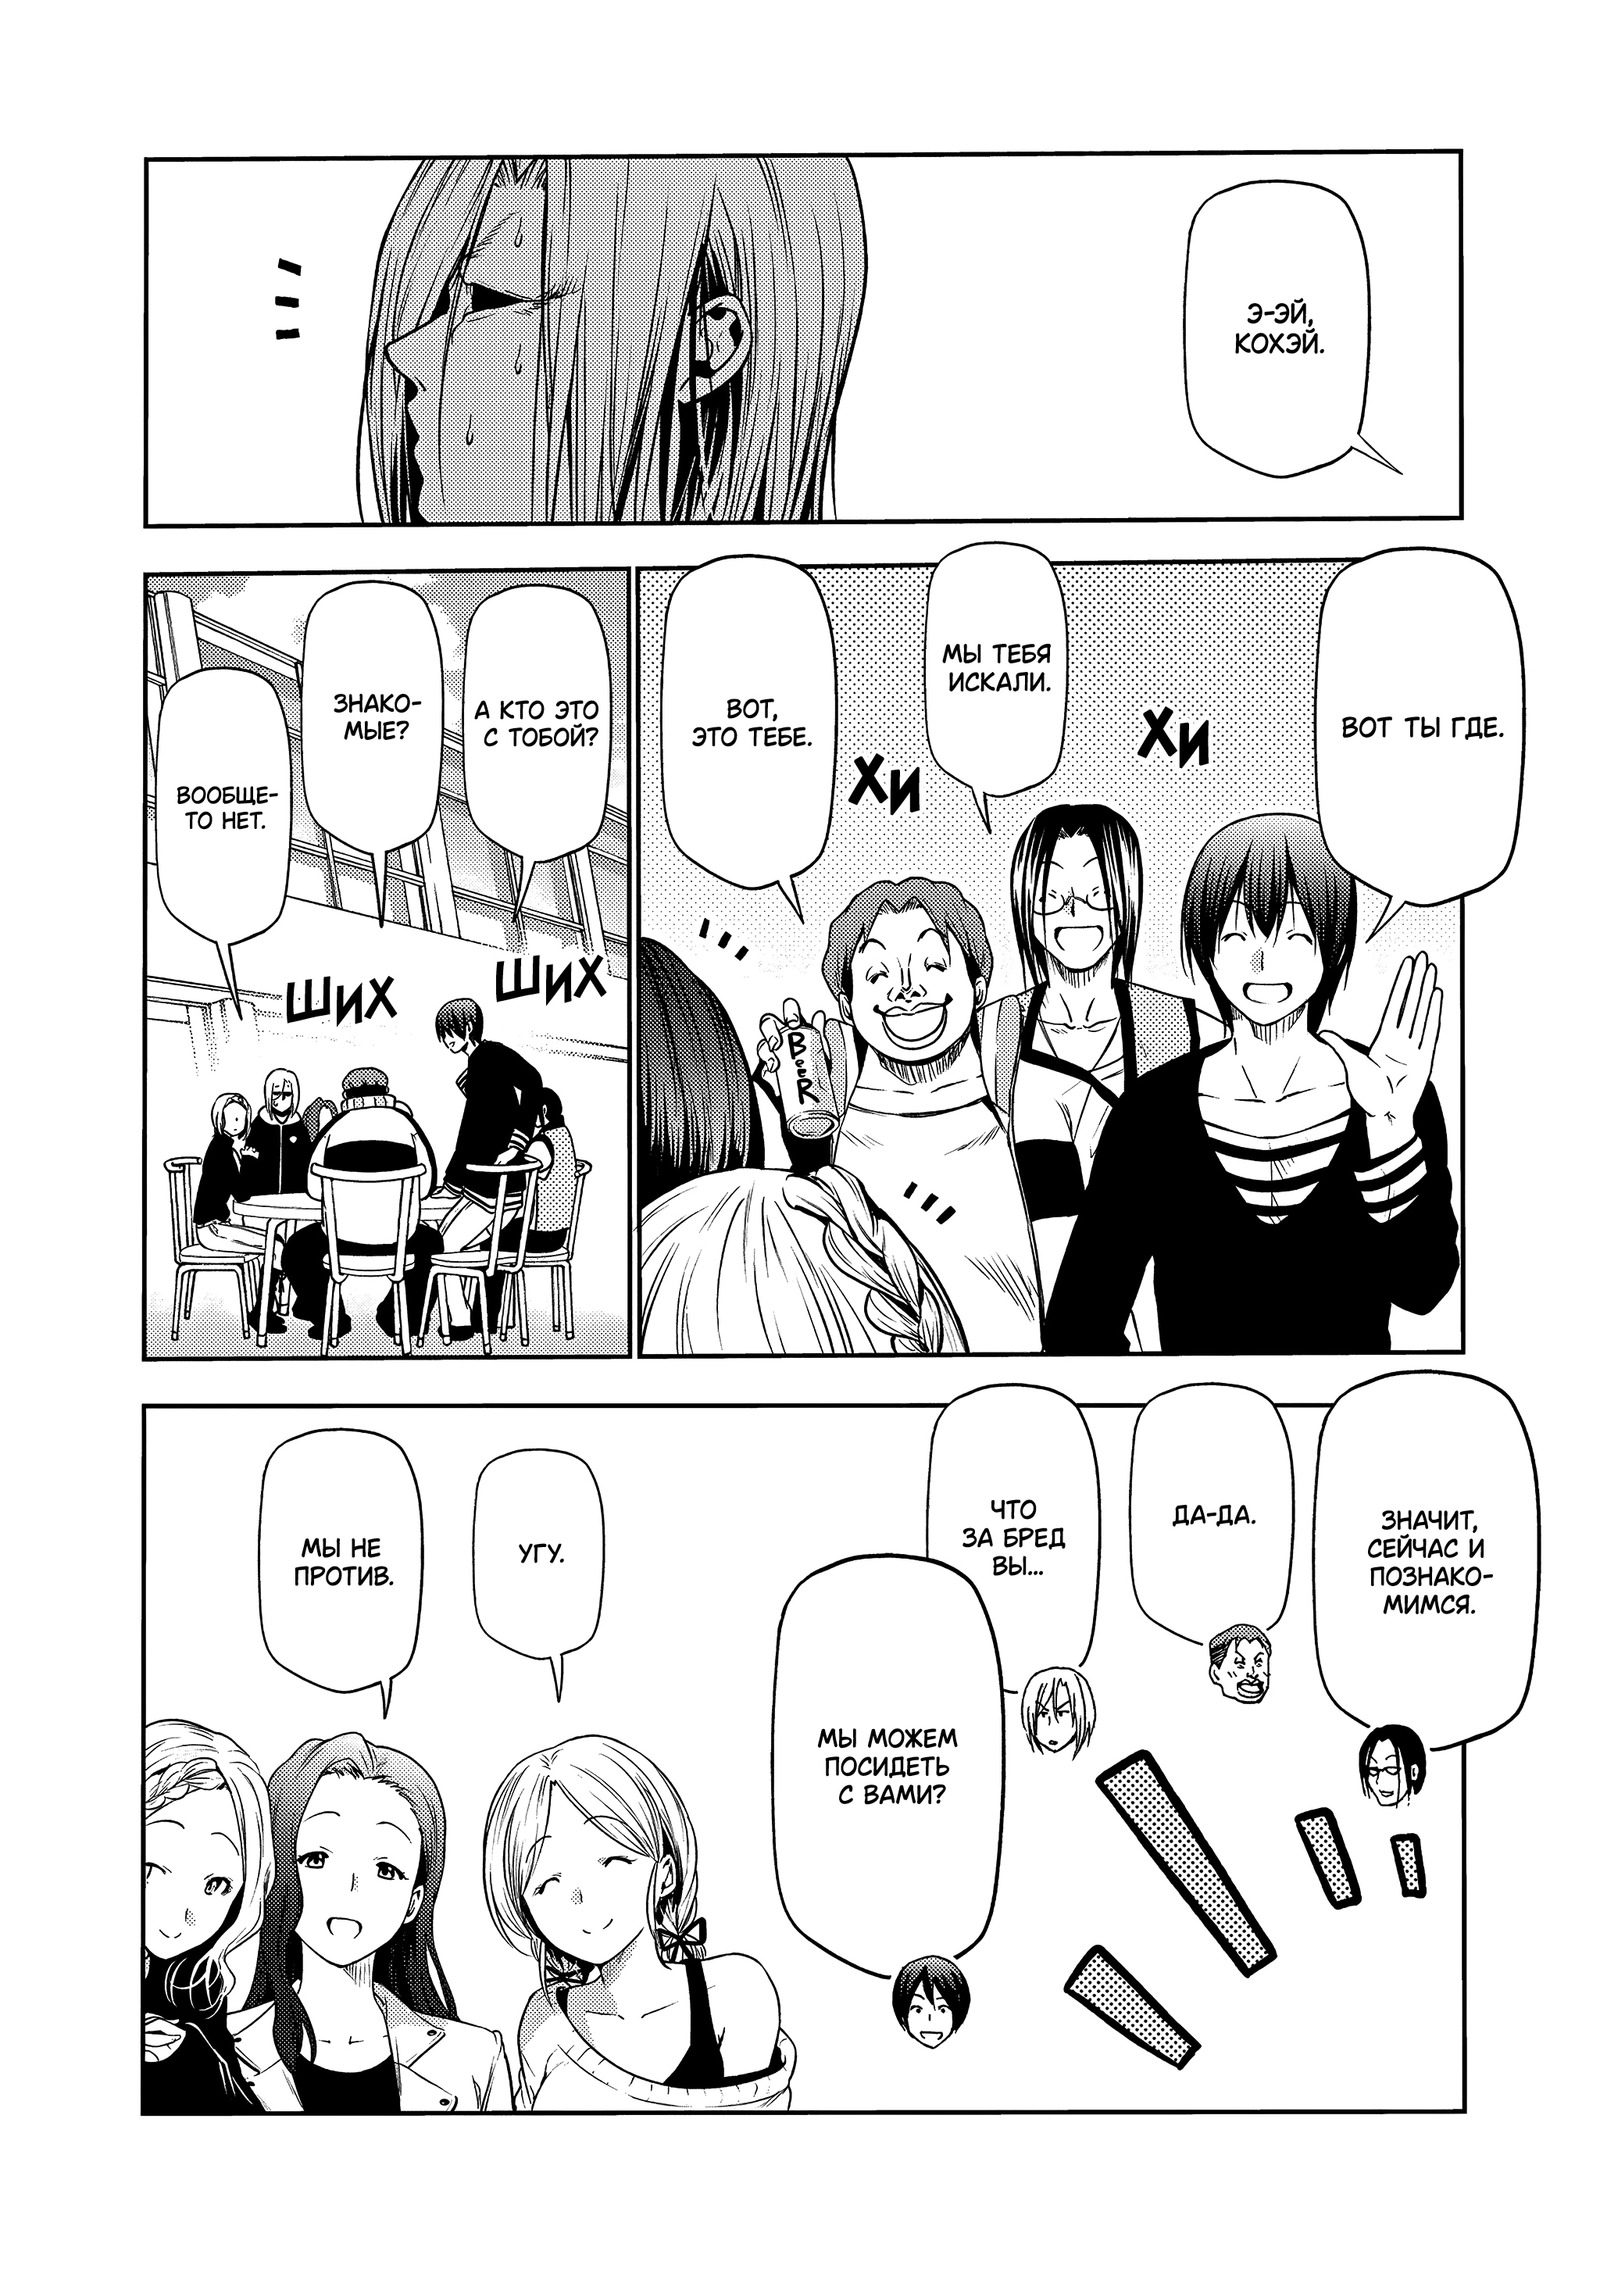 Э-ЭЙ,
КОХЭЙ.
ВОТ ТЫ ГДЕ.
ХИ
МЫ ТЕБЯ
ИСКАЛИ.
ХИ
ВОТ,
ЭТО ТЕБЕ.
BEER
А КТО ЭТО
С ТОБОЙ?
ЗНАКО-
МЫЕ?
ВООБЩЕ-
ТО НЕТ.
ШИХ
ШИХ
ЗНАЧИТ,
СЕЙЧАС И
ПОЗНАКО-
МИМСЯ.
ДА-ДА.
ЧТО
ЗА БРЕД
ВЫ...
МЫ МОЖЕМ
ПОСИДЕТЬ
С ВАМИ?
УГУ.
МЫ НЕ
ПРОТИВ.